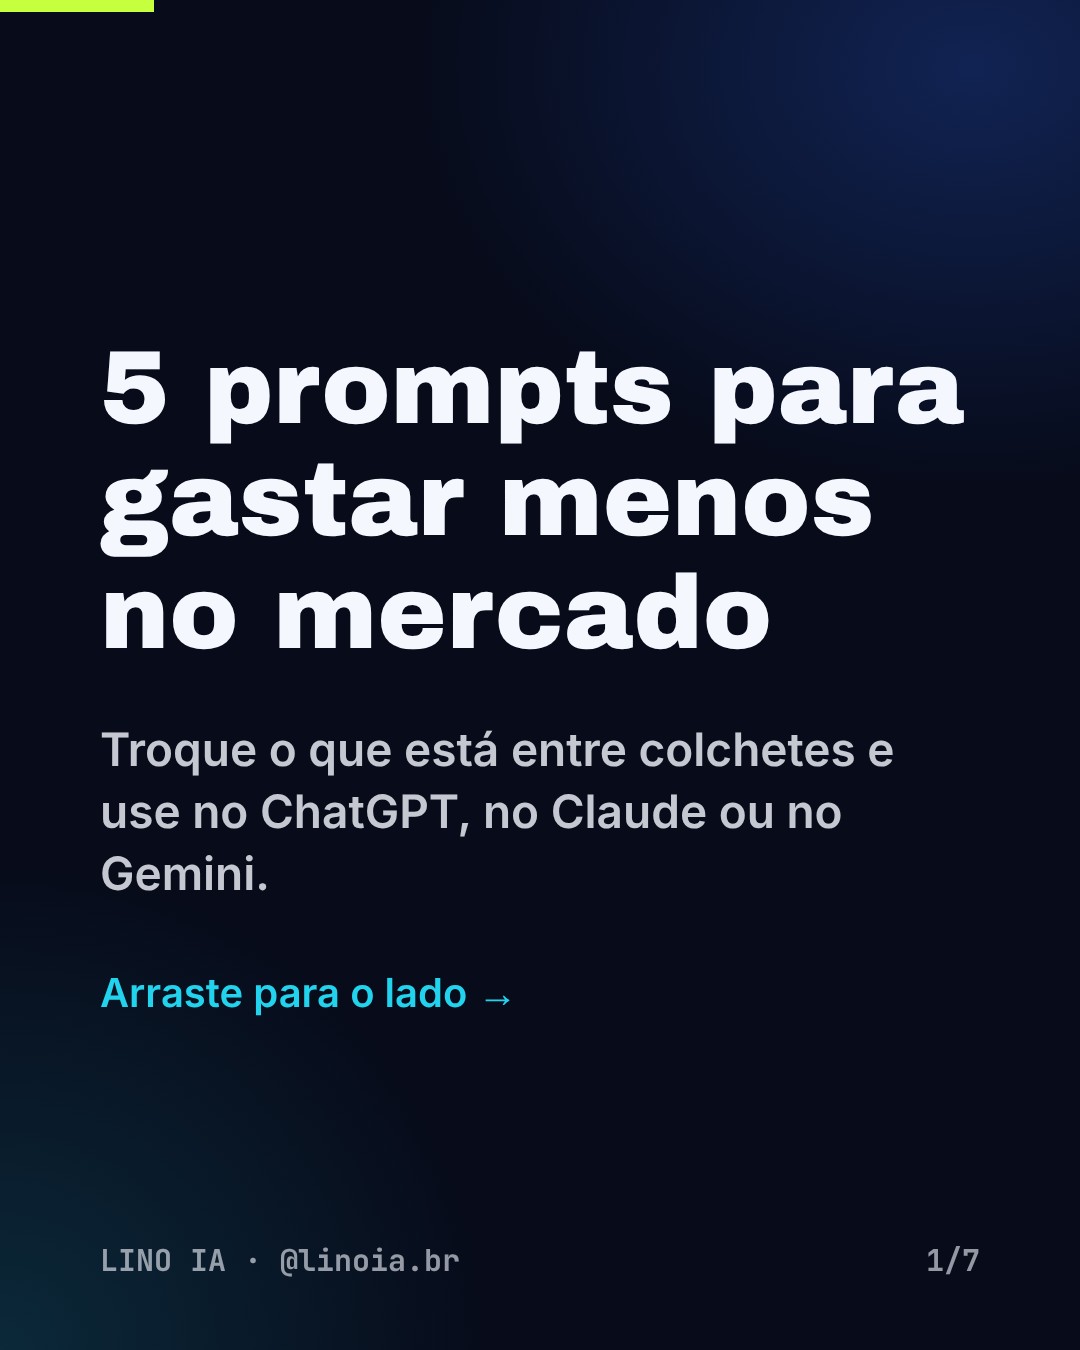 5 prompts para
gastar menos
no mercado
Troque o que está entre colchetes e
use no ChatGPT, no Claude ou no
Gemini.
Arraste para o lado →
LINO IA · @linoia.br
1/7